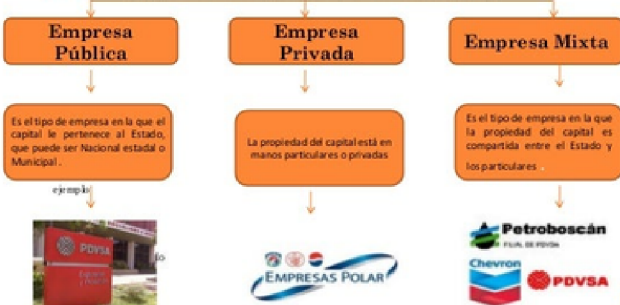 Empresa
Pública
Empresa
Privada
Empresa Mixta
Es el tipo de empresa en la que el
capital le pertenece al Estado,
que puede ser Nacional estadal o
Municipal .
La propiedad del capital está en
manos particulares o privadas
Es el tipo de empresa en la que
la propiedad del capital es
compartida entre el Estado y
los particulares .
ejemplo
PDVSA
EMPRESAS POLAR
Petroboscán
FILIAL DE PDVSA
Chevron
PDVSA